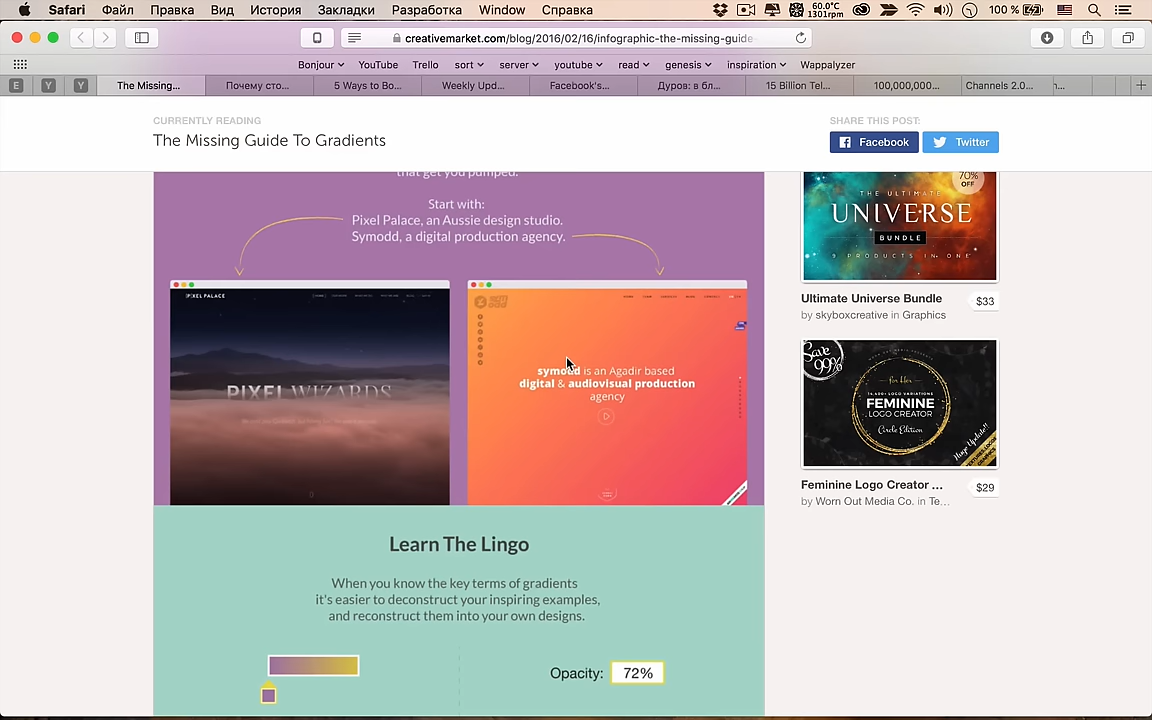 Safari Файл Правка Вид История Закладки Разработка Window Справка
60.0°C
1301rpm
100 %
creativemarket.com/blog/2016/02/16/infographic-the-missing-guide-
Bonjour YouTube Trello sort server youtube read genesis inspiration Wappalyzer
E Y Y The Missing... Почему сто... 5 Ways to Bo... Weekly Upd... Facebook's... Дуров: в бл... 15 Billion Tel... 100,000,000... Channels 2.0...
CURRENTLY READING
The Missing Guide To Gradients
SHARE THIS POST:
Facebook Twitter
that get you pumped.
Start with:
Pixel Palace, an Aussie design studio.
Symodd, a digital production agency.
PIXEL PALACE
PIXEL WIZARDS
symodd is an Agadir based
digital & audiovisual production
agency
Learn The Lingo
When you know the key terms of gradients
it's easier to deconstruct your inspiring examples,
and reconstruct them into your own designs.
Opacity: 72%
70%
OFF
THE ULTIMATE
UNIVERSE
BUNDLE
9 PRODUCTS IN ONE
Ultimate Universe Bundle
$33
by skyboxcreative in Graphics
Save
99%
for Her
FEMININE
LOGO CREATOR
Circle Edition
Huge Update!!
Feminine Logo Creator ...
$29
by Worn Out Media Co. in Te...